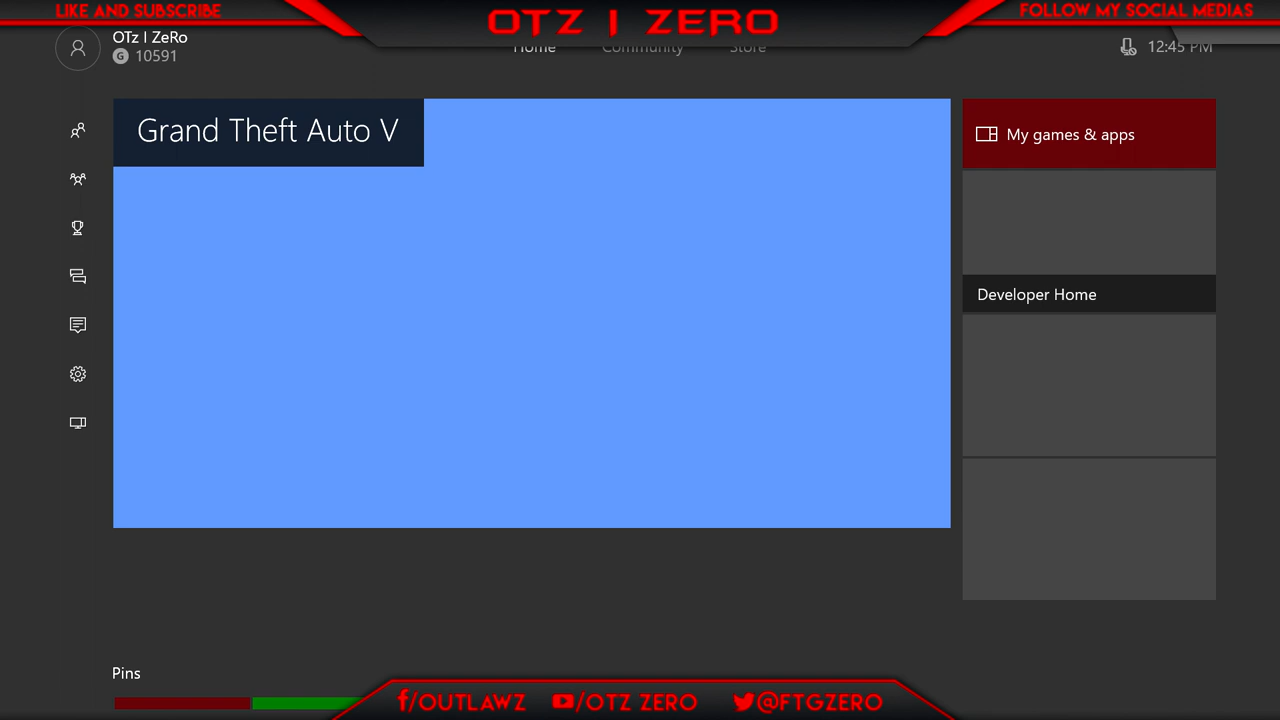 LIKE AND SUBSCRIBE
OTZ I ZERO
FOLLOW MY SOCIAL MEDIAS
OTz I ZeRo
G 10591
Home
Community
Store
12:45 PM
Grand Theft Auto V
My games & apps
Developer Home
Pins
f/OUTLAWZ
/OTZ ZERO
@FTGZERO